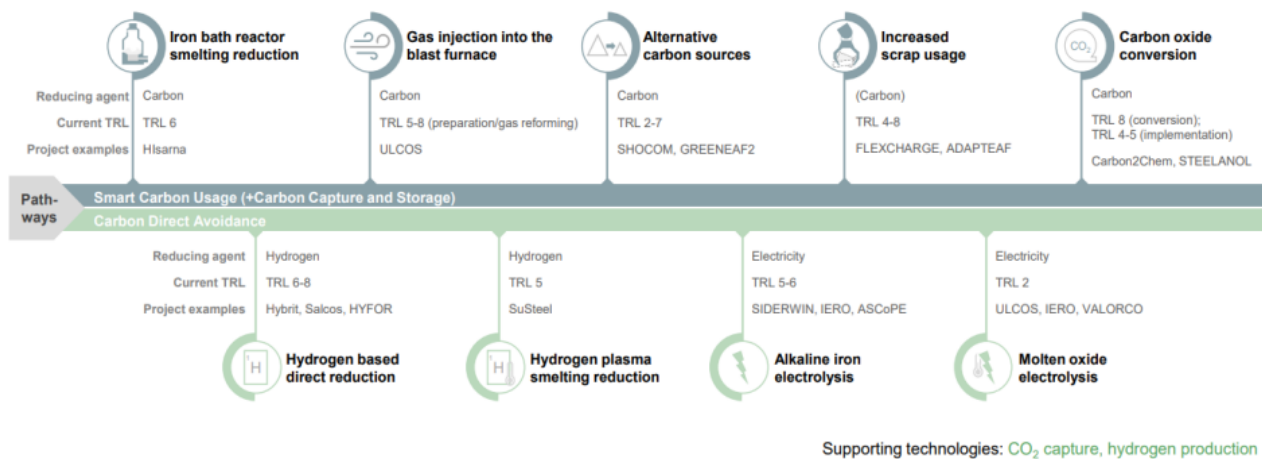 Iron bath reactor
smelting reduction
Gas injection into the
blast furnace
Alternative
carbon sources
Increased
scrap usage
CO2
Carbon oxide
conversion
Reducing agent Carbon Carbon Carbon (Carbon) Carbon
Current TRL TRL 6 TRL 5-8 (preparation/gas reforming) TRL 2-7 TRL 4-8 TRL 8 (conversion);
TRL 4-5 (implementation)
Project examples HIsarna ULCOS SHOCOM, GREENEAF2 FLEXCHARGE, ADAPTEAF Carbon2Chem, STEELANOL
Path-
ways
Smart Carbon Usage (+Carbon Capture and Storage)
Carbon Direct Avoidance
Reducing agent Hydrogen Hydrogen Electricity Electricity
Current TRL TRL 6-8 TRL 5 TRL 5-6 TRL 2
Project examples Hybrit, Salcos, HYFOR SuSteel SIDERWIN, IERO, ASCoPE ULCOS, IERO, VALORCO
1
H
Hydrogen based
direct reduction
1
H
Hydrogen plasma
smelting reduction
Alkaline iron
electrolysis
Molten oxide
electrolysis
Supporting technologies: CO2 capture, hydrogen production